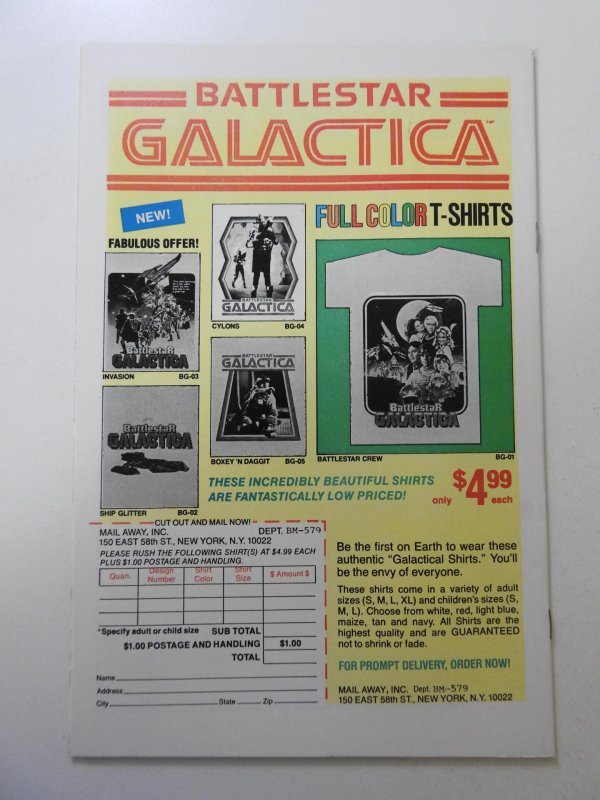 BATTLESTAR
GALACTICA™
NEW!
FABULOUS OFFER!
FULL COLOR T-SHIRTS
BATTLESTAR
GALACTICA
CYLONS BG-04
Battlestar
GALACTICA
INVASION BG-03
BATTLESTAR
GALACTICA
BOXEY 'N DAGGIT BG-05
Battlestar
GALACTICA
BATTLESTAR CREW BG-01
Battlestar
GALACTICA
SHIP GLITTER BG-02
THESE INCREDIBLY BEAUTIFUL SHIRTS
ARE FANTASTICALLY LOW PRICED!
only $4.99 each
CUT OUT AND MAIL NOW!
MAIL AWAY, INC. DEPT. BM-579
150 EAST 58th ST., NEW YORK, N.Y. 10022
PLEASE RUSH THE FOLLOWING SHIRT(S) AT $4.99 EACH
PLUS $1.00 POSTAGE AND HANDLING.
Quan. Design Number Shirt Color Shirt Size $ Amount $
*Specify adult or child size SUB TOTAL
$1.00 POSTAGE AND HANDLING $1.00
TOTAL
Name
Address
City State Zip
Be the first on Earth to wear these
authentic "Galactical Shirts." You'll
be the envy of everyone.
These shirts come in a variety of adult
sizes (S, M, L, XL) and children's sizes (S,
M, L). Choose from white, red, light blue,
maize, tan and navy. All Shirts are the
highest quality and are GUARANTEED
not to shrink or fade.
FOR PROMPT DELIVERY, ORDER NOW!
MAIL AWAY, INC. Dept. BM-579
150 EAST 58th ST., NEW YORK, N.Y. 10022